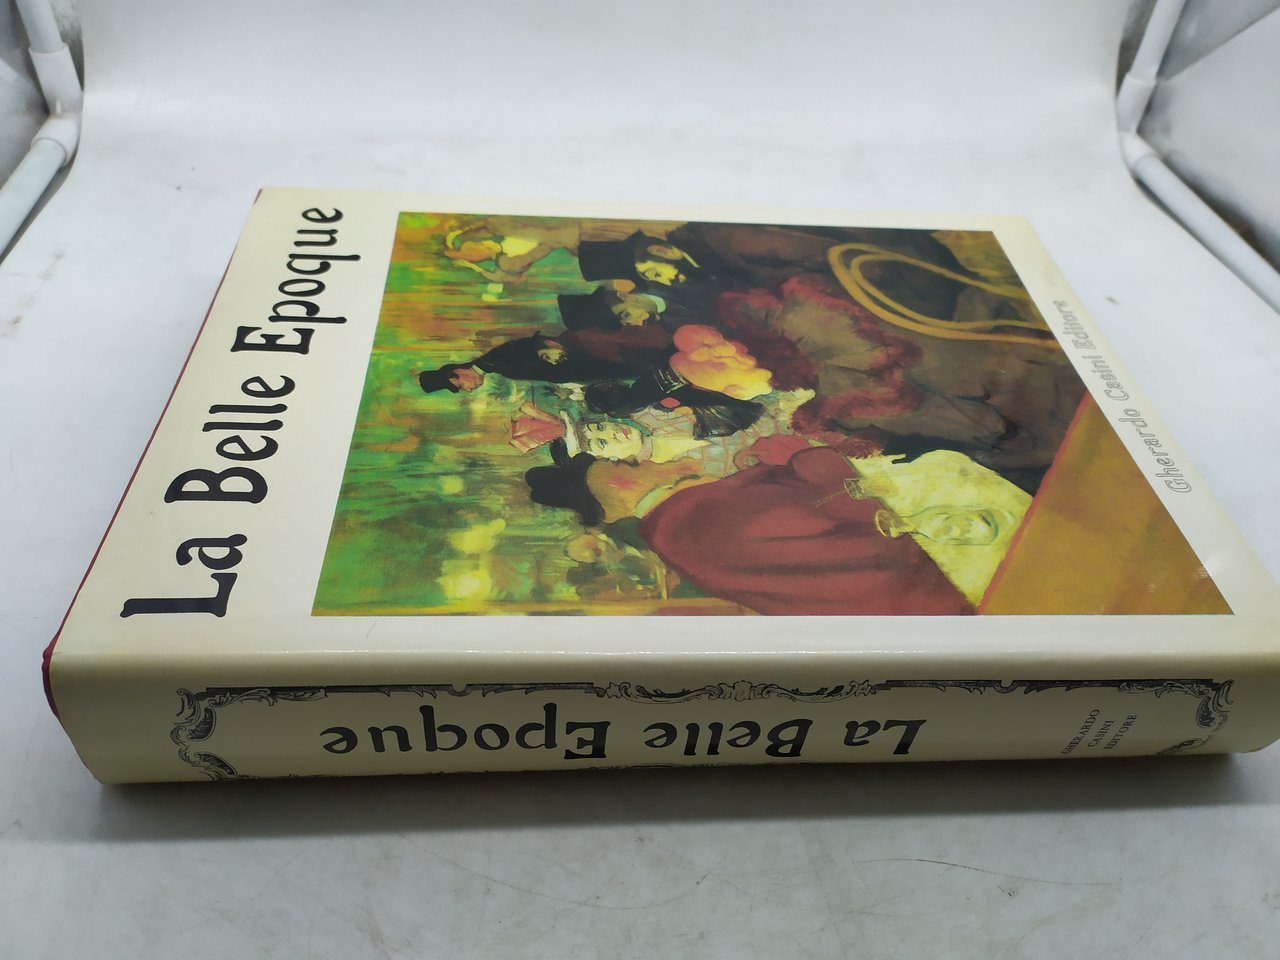 La Belle Epoque
Gherardo Casini Editore
La Belle Epoque
GHERARDO
CASINI
EDITORE